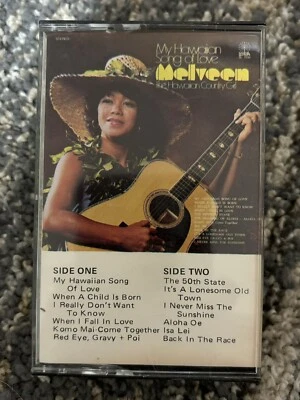 STEREO
My Hawaiian
Song of Love
Melveen
The Hawaiian Country Girl
SIDE ONE
My Hawaiian Song
Of Love
When A Child Is Born
I Really Don't Want
To Know
When I Fall In Love
Komo Mai-Come Together
Red Eye, Gravy + Poi
SIDE TWO
The 50th State
It's A Lonesome Old
Town
I Never Miss The
Sunshine
Aloha Oe
Isa Lei
Back In The Race